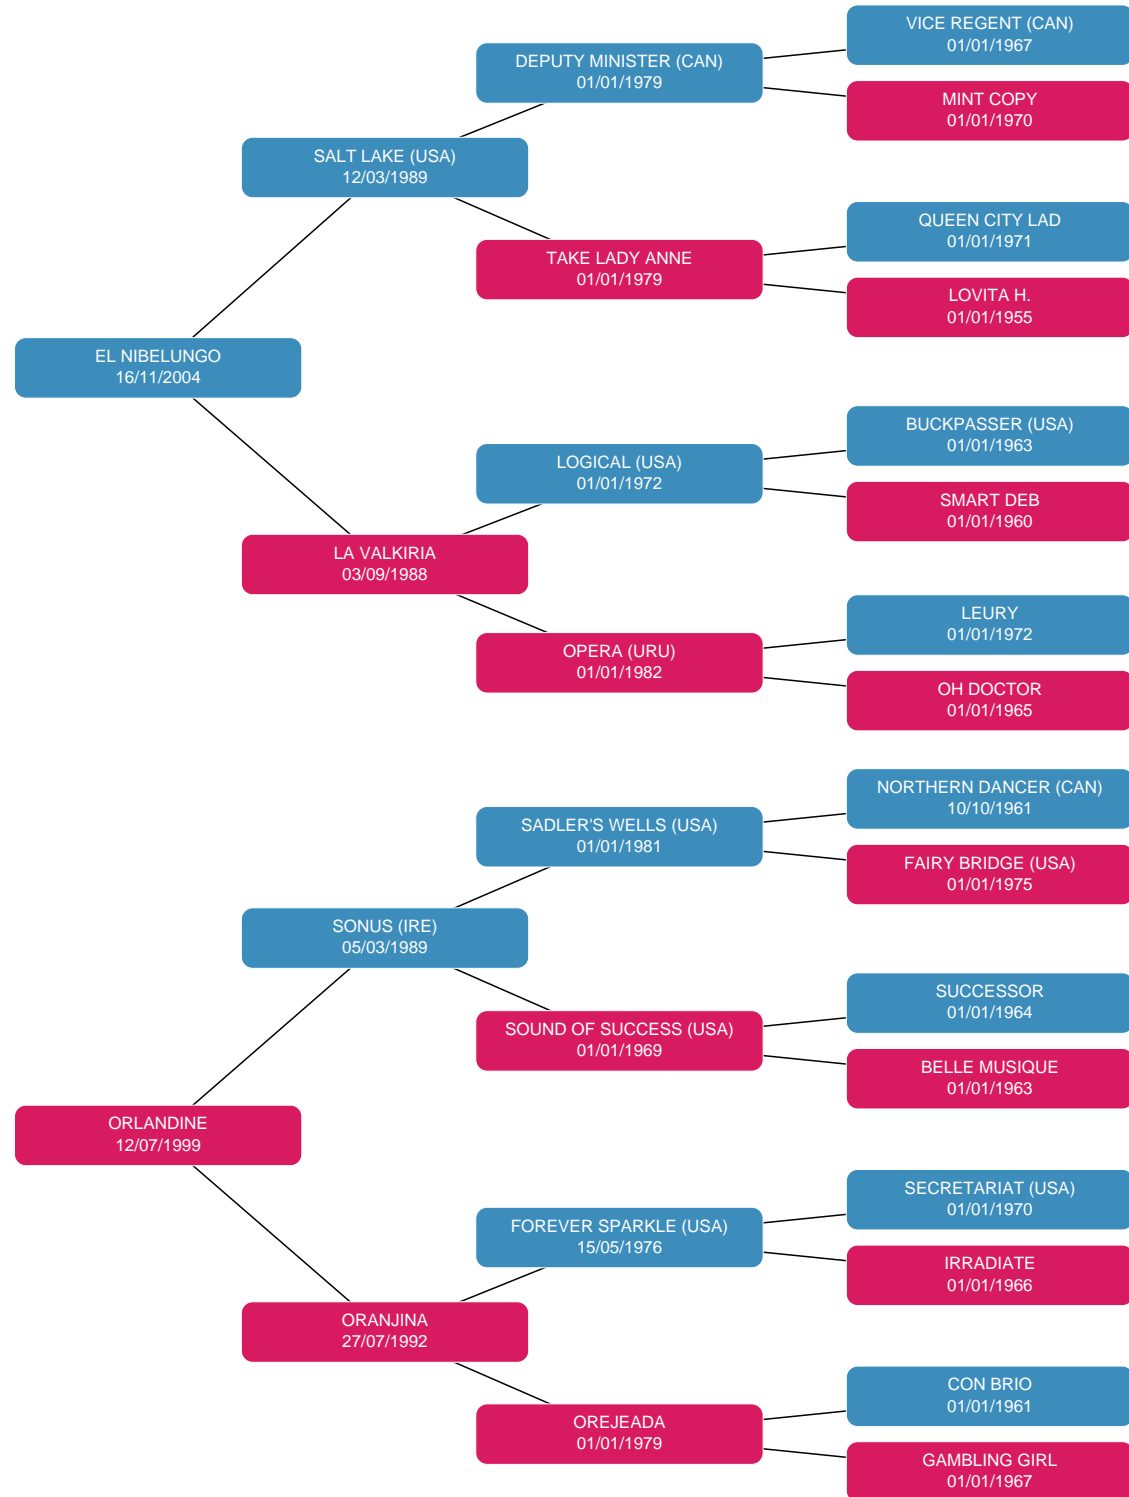 VICE REGENT (CAN)
01/01/1967
DEPUTY MINISTER (CAN)
01/01/1979
MINT COPY
01/01/1970
SALT LAKE (USA)
12/03/1989
QUEEN CITY LAD
01/01/1971
TAKE LADY ANNE
01/01/1979
LOVITA H.
01/01/1955
EL NIBELUNGO
16/11/2004
BUCKPASSER (USA)
01/01/1963
LOGICAL (USA)
01/01/1972
SMART DEB
01/01/1960
LA VALKIRIA
03/09/1988
LEURY
01/01/1972
OPERA (URU)
01/01/1982
OH DOCTOR
01/01/1965
NORTHERN DANCER (CAN)
10/10/1961
SADLER'S WELLS (USA)
01/01/1981
FAIRY BRIDGE (USA)
01/01/1975
SONUS (IRE)
05/03/1989
SUCCESSOR
01/01/1964
SOUND OF SUCCESS (USA)
01/01/1969
BELLE MUSIQUE
01/01/1963
ORLANDINE
12/07/1999
SECRETARIAT (USA)
01/01/1970
FOREVER SPARKLE (USA)
15/05/1976
IRRADIATE
01/01/1966
ORANJINA
27/07/1992
CON BRIO
01/01/1961
OREJEADA
01/01/1979
GAMBLING GIRL
01/01/1967